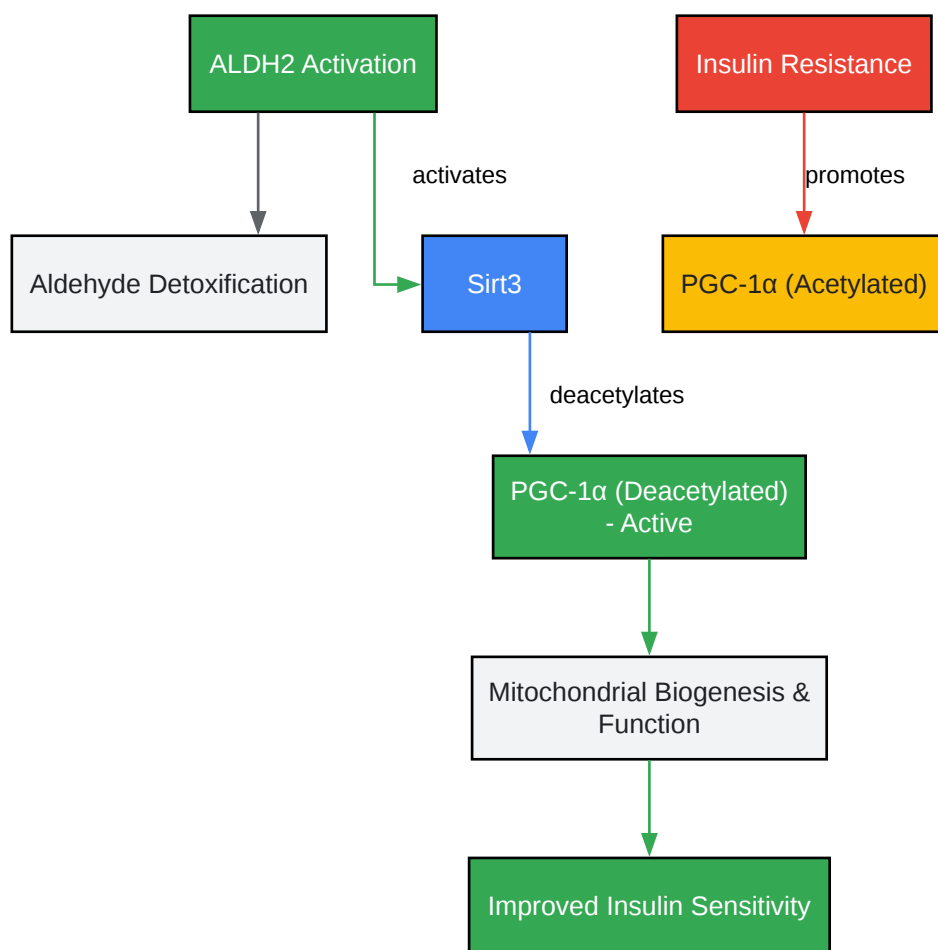 ALDH2 Activation
Insulin Resistance
activates
promotes
Aldehyde Detoxification
Sirt3
PGC-1α (Acetylated)
deacetylates
PGC-1α (Deacetylated)
- Active
Mitochondrial Biogenesis &
Function
Improved Insulin Sensitivity